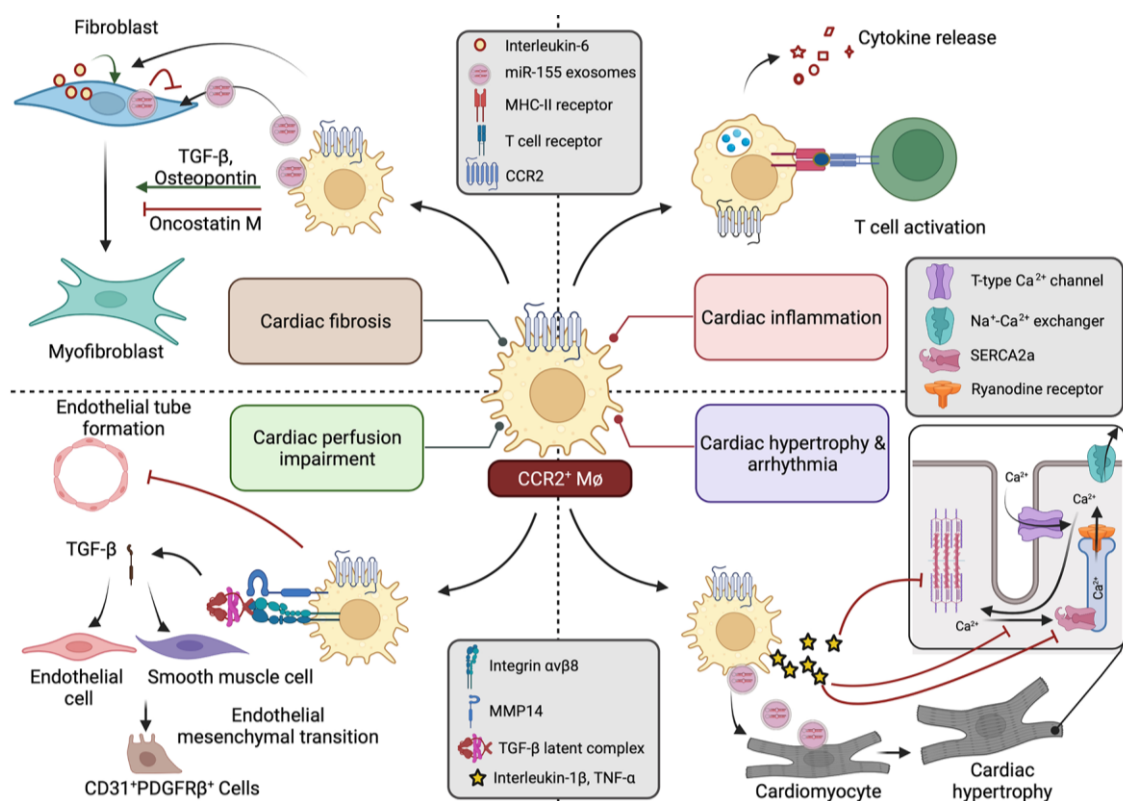 Fibroblast
TGF-β,
Osteopontin
Oncostatin M
Myofibroblast
Interleukin-6
miR-155 exosomes
MHC-II receptor
T cell receptor
CCR2
Cytokine release
T cell activation
Cardiac fibrosis
Cardiac inflammation
T-type Ca²⁺ channel
Na⁺-Ca²⁺ exchanger
SERCA2a
Ryanodine receptor
Cardiac perfusion
impairment
Cardiac hypertrophy &
arrhythmia
CCR2⁺ Mø
Endothelial tube
formation
TGF-β
Endothelial
cell
Smooth muscle cell
Endothelial
mesenchymal transition
CD31⁺PDGFRβ⁺ Cells
Integrin αvβ8
MMP14
TGF-β latent complex
Interleukin-1β, TNF-α
Ca²⁺
Ca²⁺
Ca²⁺
Ca²⁺
Cardiomyocyte
Cardiac
hypertrophy